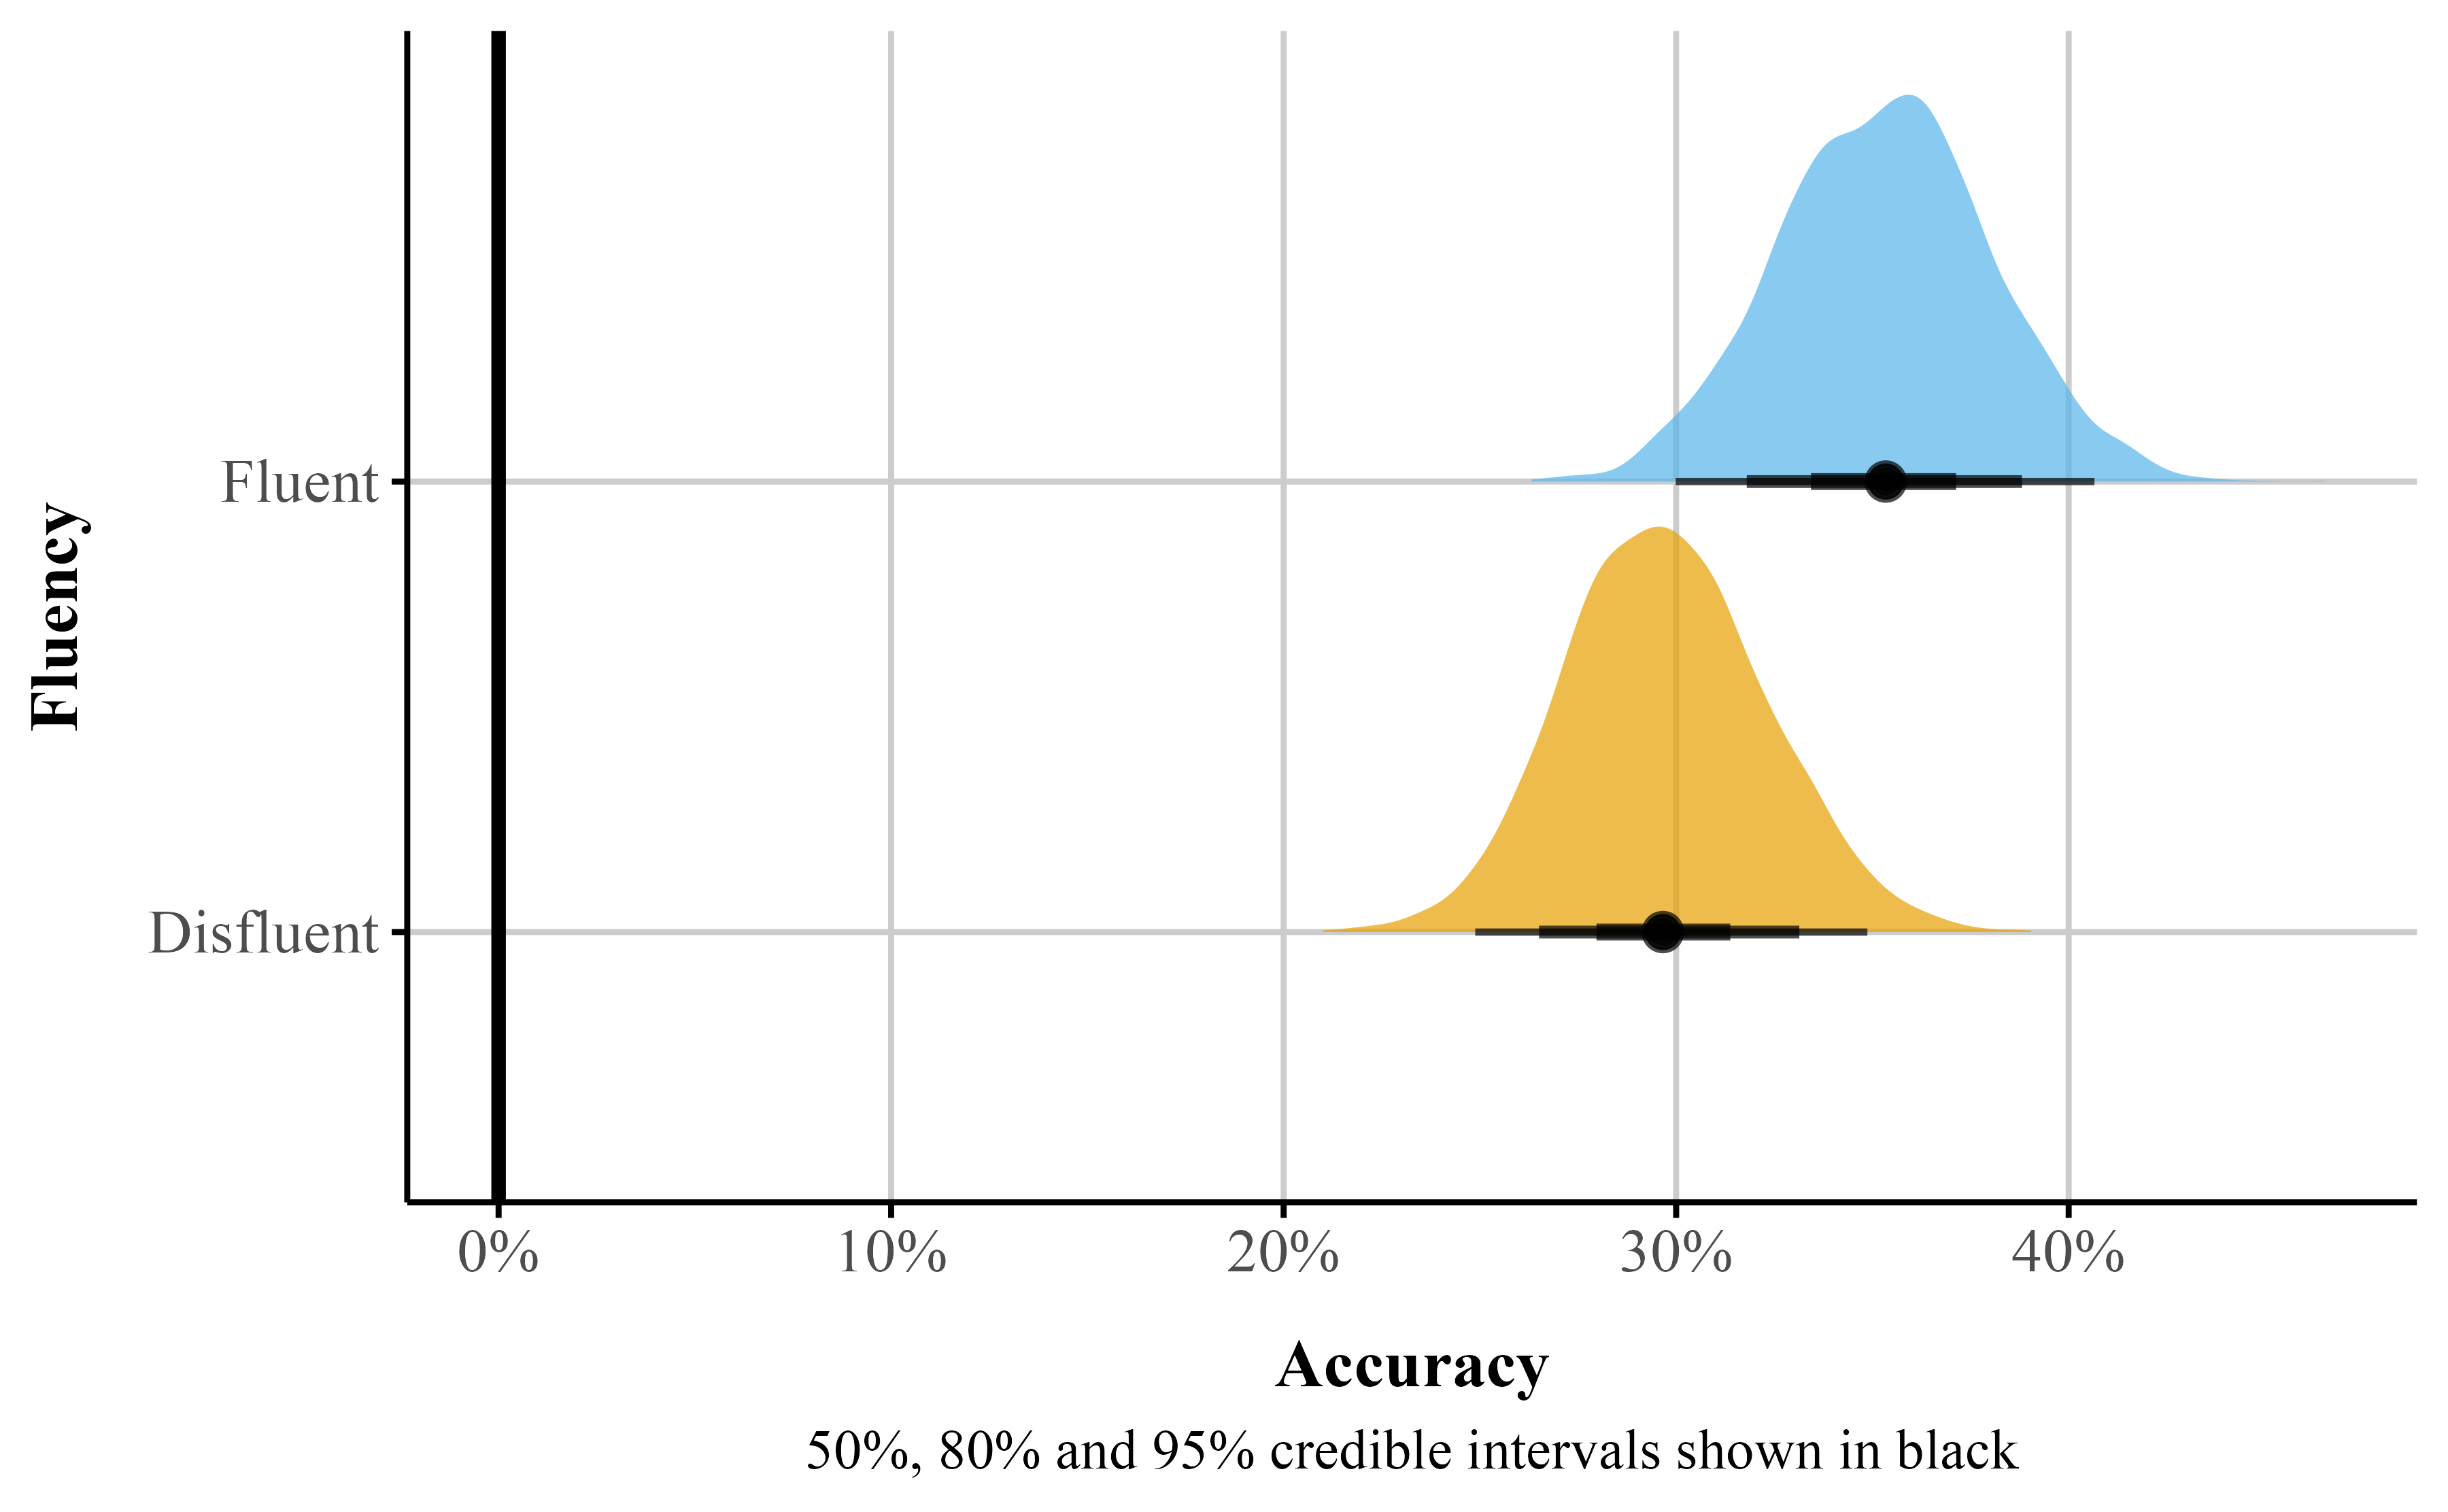 Fluency
Fluent
Disfluent
0% 10% 20% 30% 40%
Accuracy
50%, 80% and 95% credible intervals shown in black